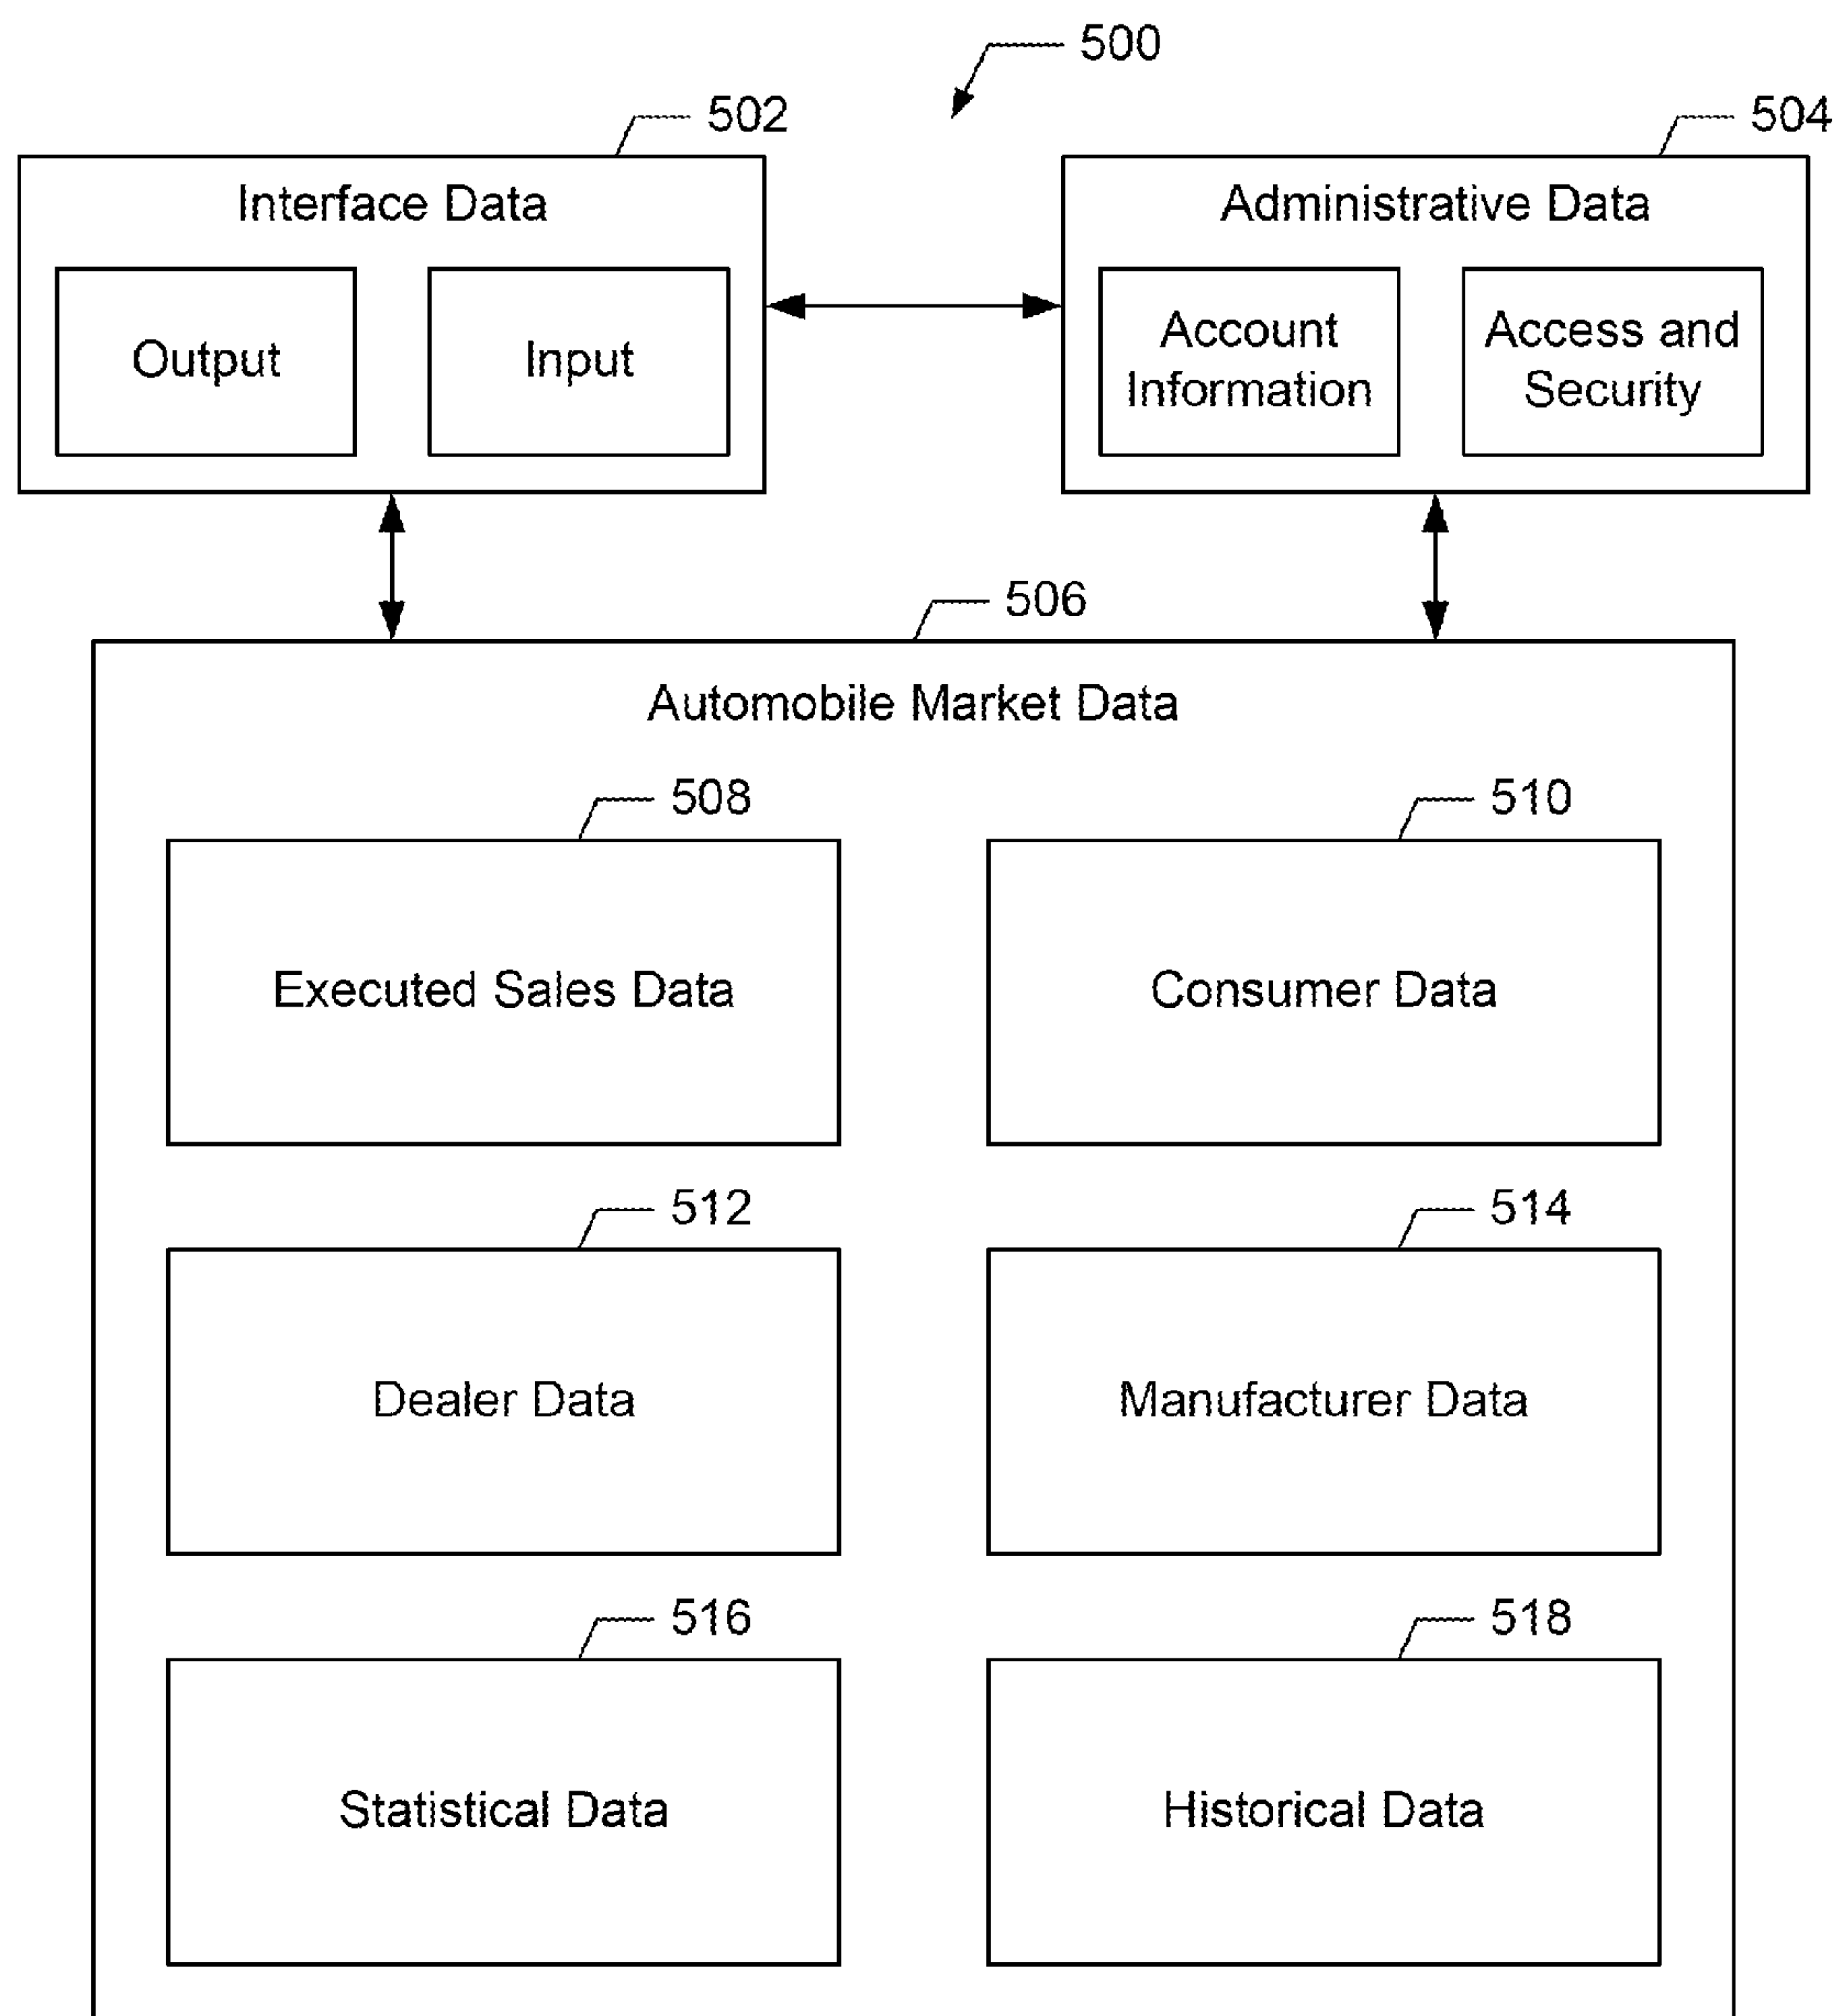 500
502
504
Interface Data
Administrative Data
Output
Input
Account
Information
Access and
Security
506
Automobile Market Data
508
510
Executed Sales Data
Consumer Data
512
514
Dealer Data
Manufacturer Data
516
518
Statistical Data
Historical Data